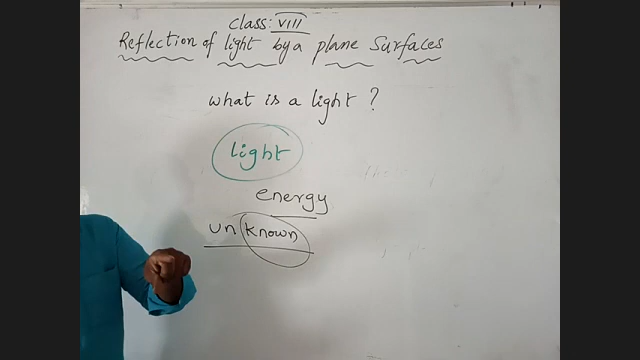 class: VIII
Reflection of light by a plane Surfaces
what is a light ?
light
energy
unknown